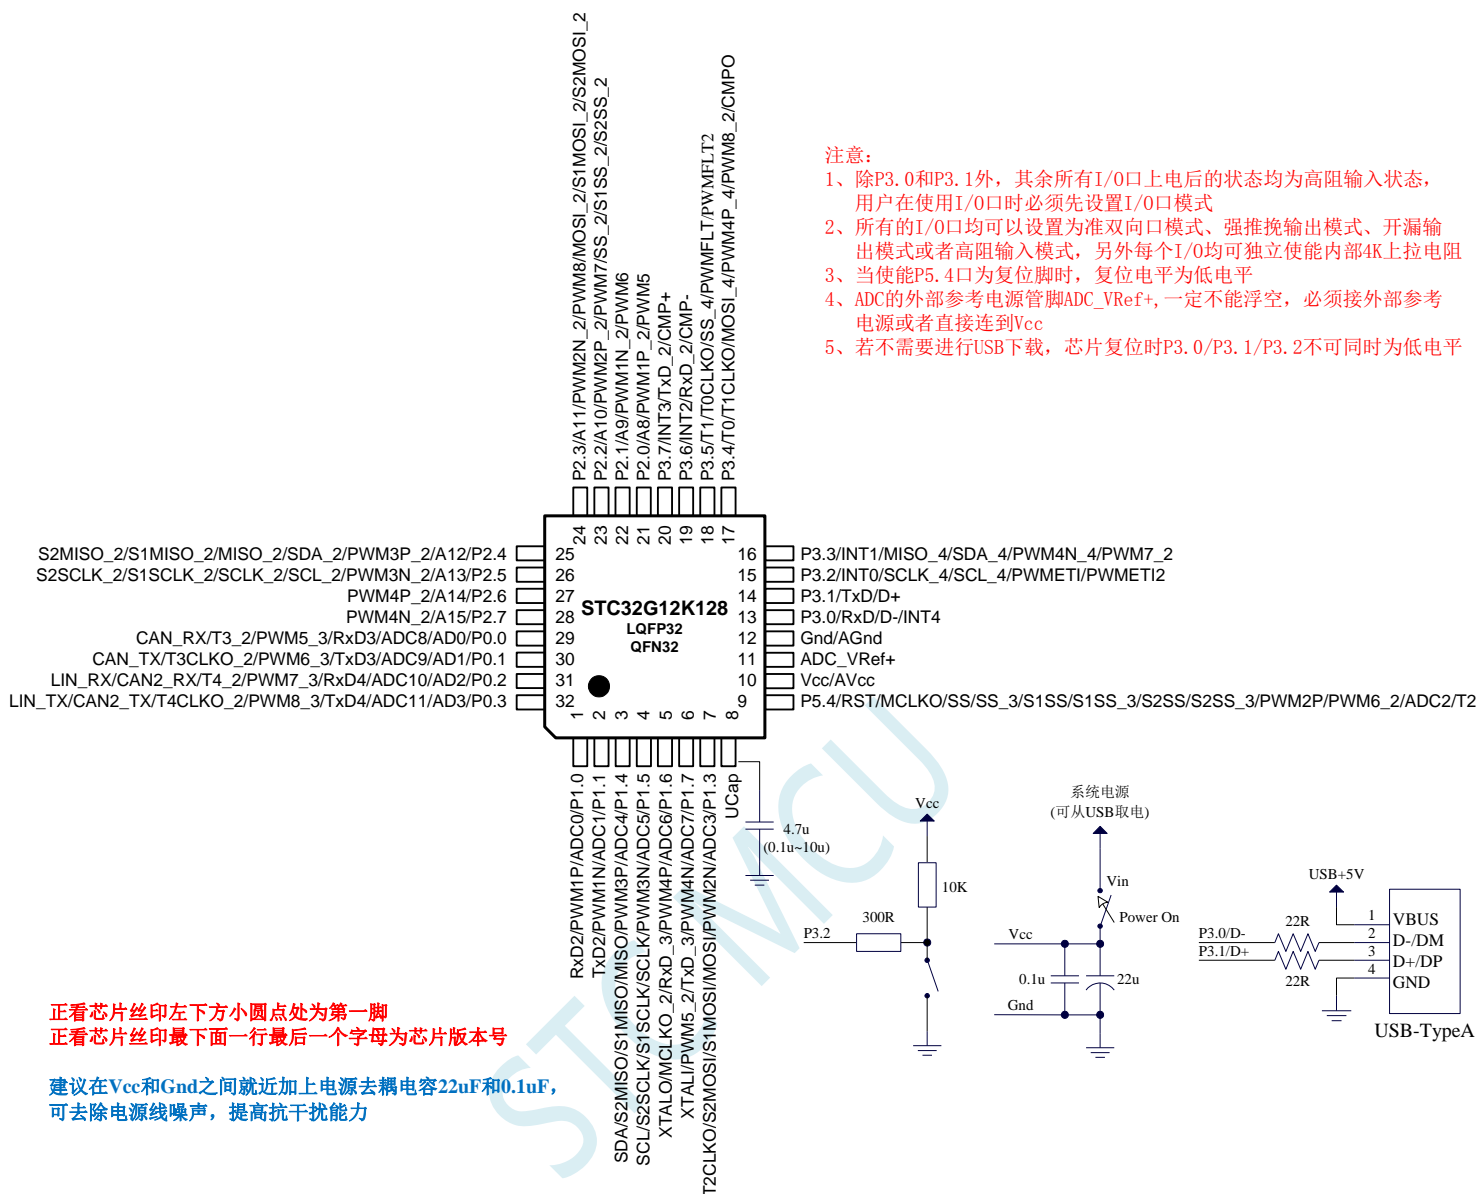 P2.3/A11/PWM2N_2/PWM8/MOSI_2/S1MOSI_2/S2MOSI_2
P2.2/A10/PWM2P_2/PWM7/SS_2/S1SS_2/S2SS_2
P2.1/A9/PWM1N_2/PWM6
P2.0/A8/PWM1P_2/PWM5
P3.7/INT3/TxD_2/CMP+
P3.6/INT2/RxD_2/CMP-
P3.5/T1/T0CLKO/SS_4/PWMFLT/PWMFLT2
P3.4/T0/T1CLKO/MOSI_4/PWM4P_4/PWM8_2/CMPO
注意:
1、除P3.0和P3.1外，其余所有I/O口上电后的状态均为高阻输入状态，
用户在使用I/O口时必须先设置I/O口模式
2、所有的I/O口均可以设置为准双向口模式、强推挽输出模式、开漏输
出模式或者高阻输入模式，另外每个I/O均可独立使能内部4K上拉电阻
3、当使能P5.4口为复位脚时，复位电平为低电平
4、ADC的外部参考电源管脚ADC_VRef+,一定不能浮空，必须接外部参考
电源或者直接连到Vcc
5、若不需要进行USB下载，芯片复位时P3.0/P3.1/P3.2不可同时为低电平
24 23 22 21 20 19 18 17
S2MISO_2/S1MISO_2/MISO_2/SDA_2/PWM3P_2/A12/P2.4 25
S2SCLK_2/S1SCLK_2/SCLK_2/SCL_2/PWM3N_2/A13/P2.5 26
PWM4P_2/A14/P2.6 27
PWM4N_2/A15/P2.7 28
CAN_RX/T3_2/PWM5_3/RxD3/ADC8/AD0/P0.0 29
CAN_TX/T3CLKO_2/PWM6_3/TxD3/ADC9/AD1/P0.1 30
LIN_RX/CAN2_RX/T4_2/PWM7_3/RxD4/ADC10/AD2/P0.2 31
LIN_TX/CAN2_TX/T4CLKO_2/PWM8_3/TxD4/ADC11/AD3/P0.3 32
STC32G12K128
LQFP32
QFN32
16 P3.3/INT1/MISO_4/SDA_4/PWM4N_4/PWM7_2
15 P3.2/INT0/SCLK_4/SCL_4/PWMETI/PWMETI2
14 P3.1/TxD/D+
13 P3.0/RxD/D-/INT4
12 Gnd/AGnd
11 ADC_VRef+
10 Vcc/AVcc
9 P5.4/RST/MCLKO/SS/SS_3/S1SS/S1SS_3/S2SS/S2SS_3/PWM2P/PWM6_2/ADC2/T2
1 2 3 4 5 6 7 8
RxD2/PWM1P/ADC0/P1.0
TxD2/PWM1N/ADC1/P1.1
SDA/S2MISO/S1MISO/MISO/PWM3P/ADC4/P1.4
SCL/S2SCLK/S1SCLK/SCLK/PWM3N/ADC5/P1.5
XTALO/MCLKO_2/RxD_3/PWM4P/ADC6/P1.6
XTALI/PWM5_2/TxD_3/PWM4N/ADC7/P1.7
T2CLKO/S2MOSI/S1MOSI/MOSI/PWM2N/ADC3/P1.3
UCap
4.7u
(0.1u~10u)
Vcc
10K
300R
P3.2
系统电源
(可从USB取电)
Vin
Power On
Vcc
0.1u
22u
Gnd
USB+5V
P3.0/D-
P3.1/D+
22R
22R
1 VBUS
2 D-/DM
3 D+/DP
4 GND
USB-TypeA
正看芯片丝印左下方小圆点处为第一脚
正看芯片丝印最下面一行最后一个字母为芯片版本号
建议在Vcc和Gnd之间就近加上电源去耦电容22uF和0.1uF，
可去除电源线噪声，提高抗干扰能力
STC MCU